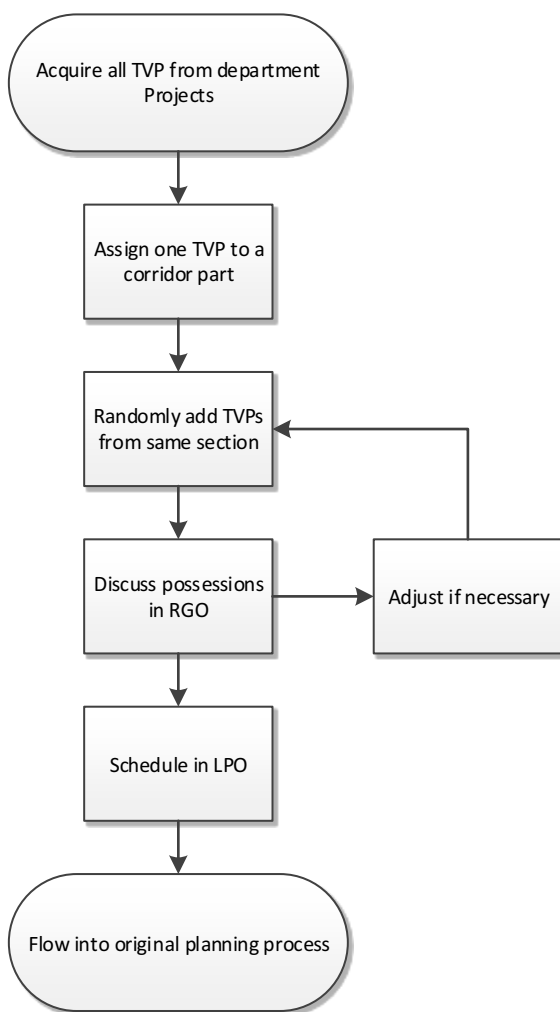 Acquire all TVP from department
Projects
Assign one TVP to a
corridor part
Randomly add TVPs
from same section
Discuss possessions
in RGO
Adjust if necessary
Schedule in LPO
Flow into original planning process